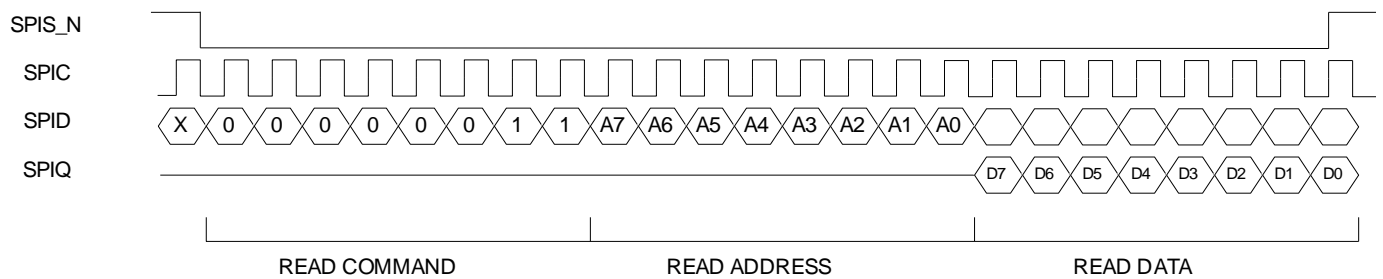 SPIS_N
SPIC
SPID X 0 0 0 0 0 0 1 1 A7 A6 A5 A4 A3 A2 A1 A0
SPIQ D7 D6 D5 D4 D3 D2 D1 D0
READ COMMAND READ ADDRESS READ DATA